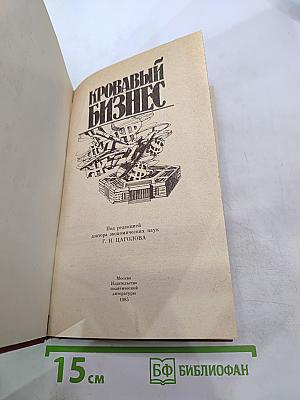 КРОВАВЫЙ
БИЗНЕС
Под редакцией
доктора экономических наук
Г. Н. ЦАГОЛОВА
Москва
Издательство
политической
литературы
1985
15 см
БФ БИБЛИОФАН